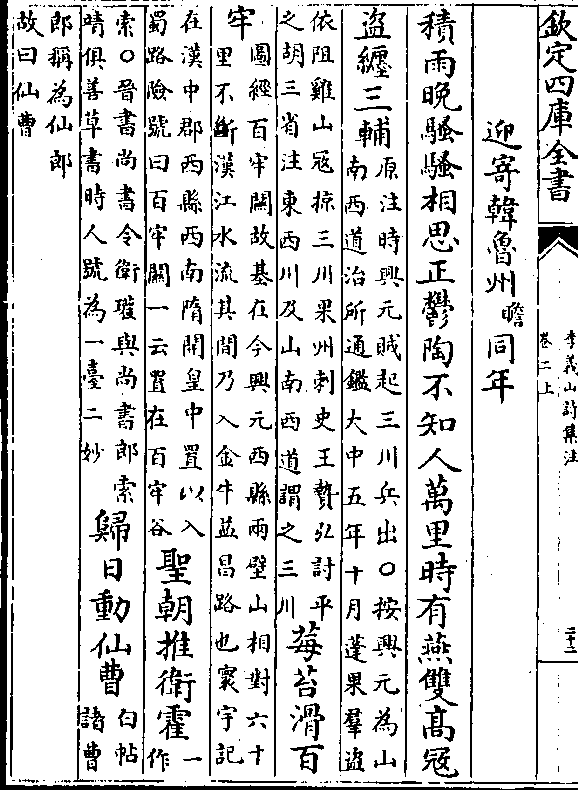 欽定四庫全書
李義山詩集注
卷二上
二十二
迎寄韓魯州瞻同年
積雨晚騷騷相思正鬱陶不知人萬里時有燕雙高冦
盜纏三輔
原注時興元賊起三川兵出〇按興元為山
南西道治所通鑑大中五年十月蓬果羣盜
依阻雞山冦掠三川果州刺史王贄弘討平
之胡三省注東西川及山南西道謂之三川
莓苔滑百
牢
圖經百牢關故基在今興元西縣兩壁山相對六十
里不斷漢江水流其間乃入金牛益昌路也寰宇記
在漢中郡西縣西南隋開皇中置以入
蜀路險號曰百牢關一云置在百牢谷
聖朝推衛霍
一
作
索〇晉書尚書令衛瓘與尚書郎索
晴俱善草書時人號為一臺二妙
歸日動仙曹
白帖
諸曹
郎稱為仙郎
故曰仙曹